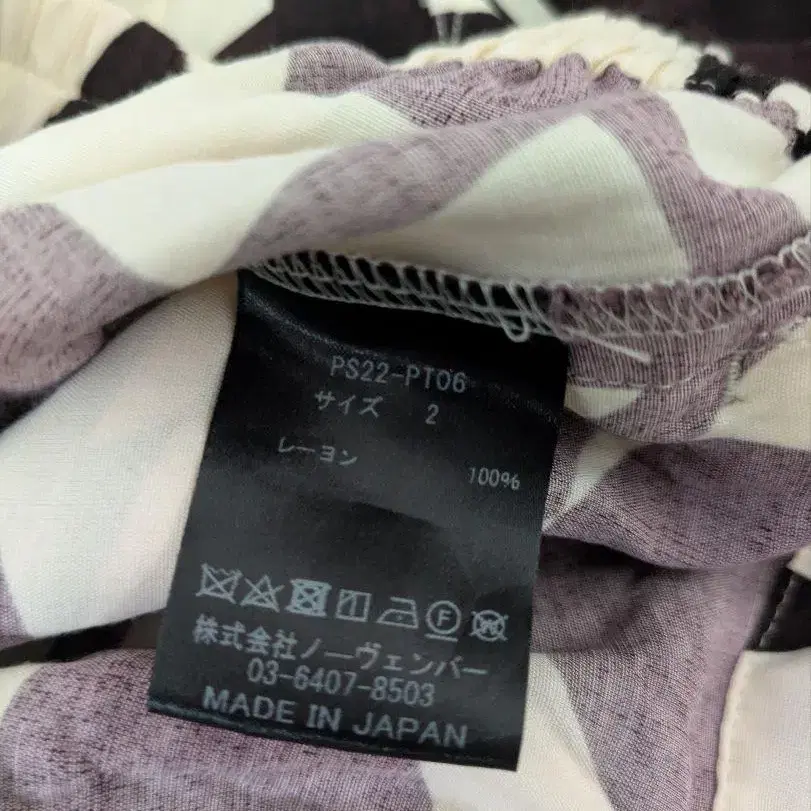 PS22-PT06
サイズ 2
レーヨン 100%
F W
株式会社ノーヴェンバー
03-6407-8503
MADE IN JAPAN